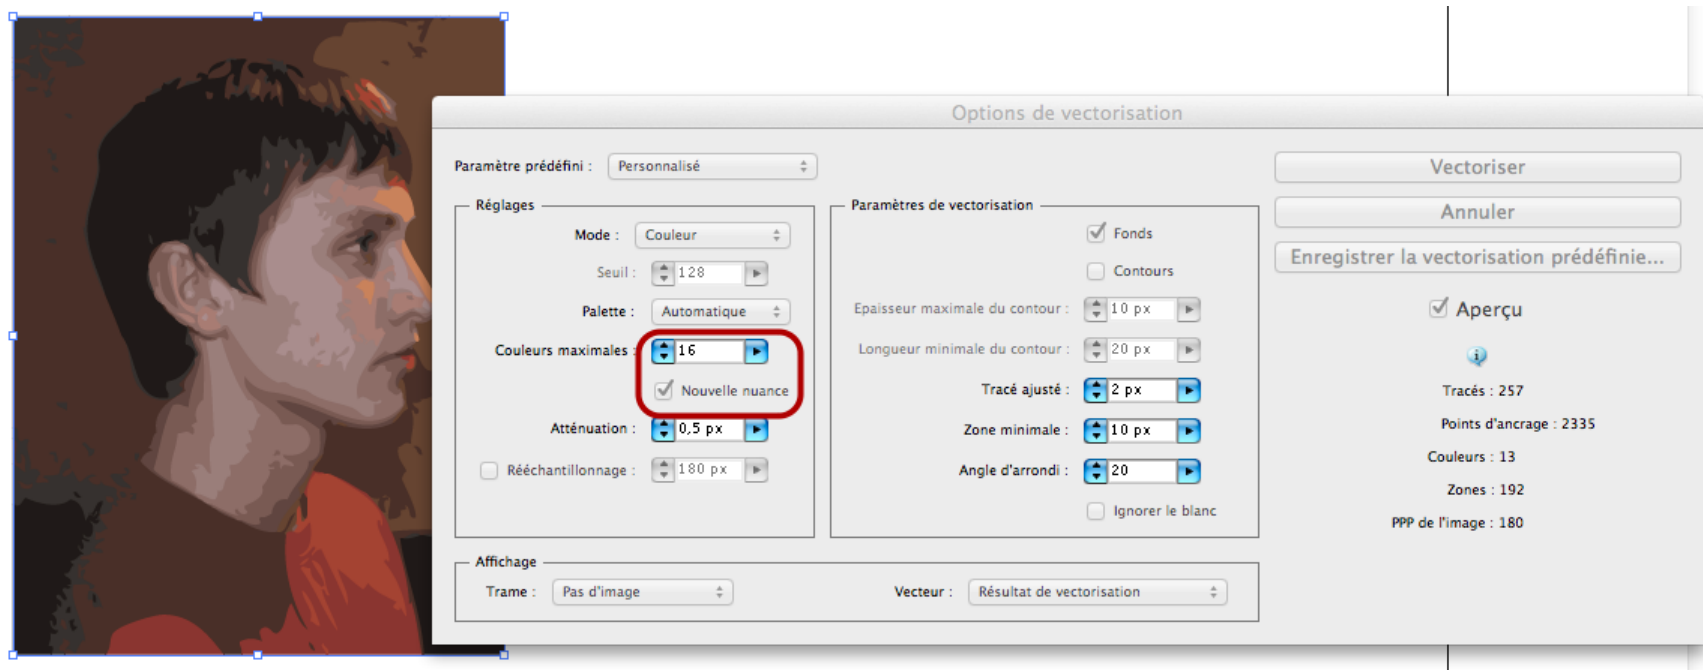 Options de vectorisation
Paramètre prédéfini : Personnalisé
Réglages
Mode : Couleur
Seuil : 128
Palette : Automatique
Couleurs maximales : 16
Nouvelle nuance
Atténuation : 0,5 px
Rééchantillonnage : 180 px
Paramètres de vectorisation
Fonds
Contours
Epaisseur maximale du contour : 10 px
Longueur minimale du contour : 20 px
Tracé ajusté : 2 px
Zone minimale : 10 px
Angle d'arrondi : 20
Ignorer le blanc
Affichage
Trame : Pas d'image
Vecteur : Résultat de vectorisation
Vectoriser
Annuler
Enregistrer la vectorisation prédéfinie...
Aperçu
Tracés : 257
Points d'ancrage : 2335
Couleurs : 13
Zones : 192
PPP de l'image : 180